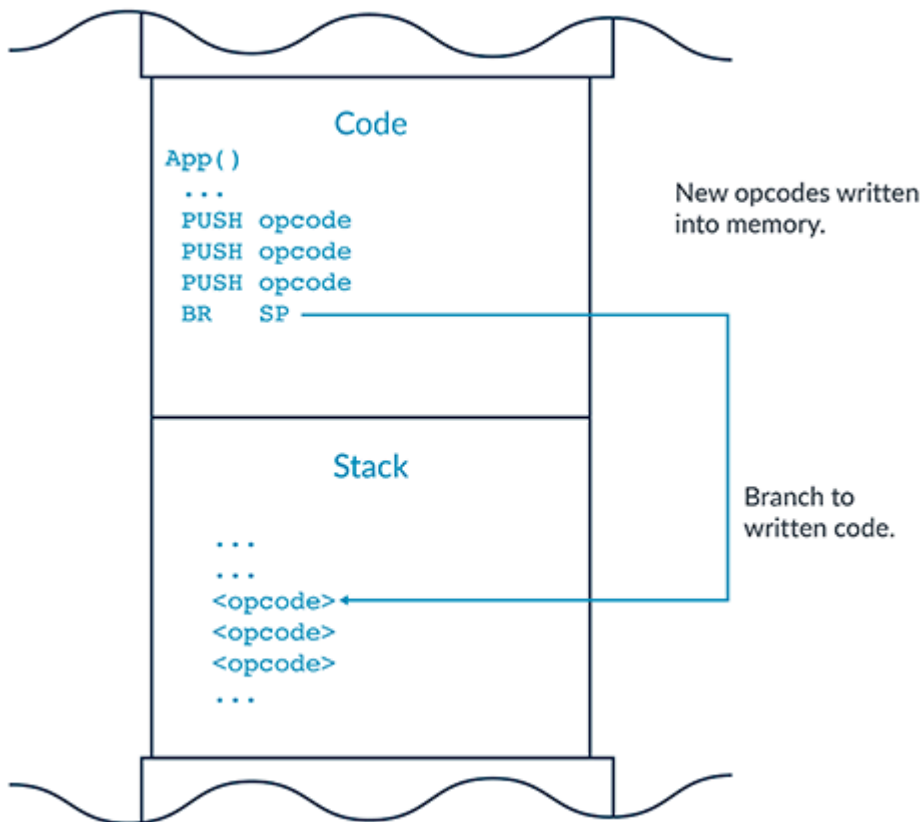 Code
App()
...
PUSH opcode
PUSH opcode
PUSH opcode
BR SP
New opcodes written
into memory.
Stack
...
...
<opcode>
<opcode>
<opcode>
...
Branch to
written code.